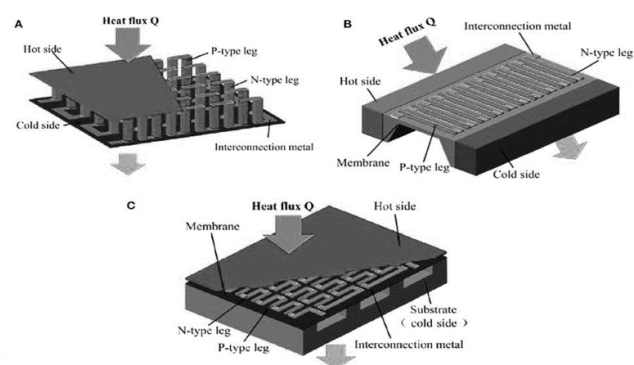 A
Heat flux Q
Hot side
P-type leg
N-type leg
Cold side
Interconnection metal
B
Heat flux Q
Interconnection metal
N-type leg
Hot side
Membrane
P-type leg
Cold side
C
Heat flux Q
Membrane
Hot side
N-type leg
P-type leg
Substrate
(cold side)
Interconnection metal